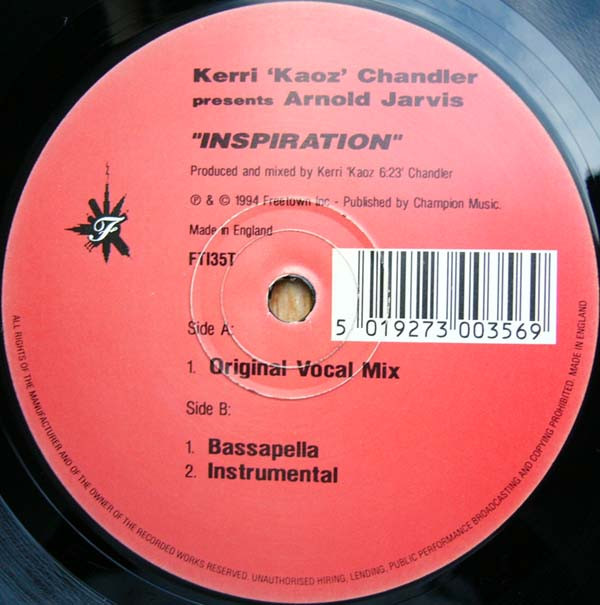 Kerri 'Kaoz' Chandler
presents Arnold Jarvis
"INSPIRATION"
Produced and mixed by Kerri 'Kaoz 6:23' Chandler
℗ & © 1994 Freetown Inc - Published by Champion Music.
Made in England
FTI35T
F
5 019273 003569
Side A:
1. Original Vocal Mix
Side B:
1. Bassapella
2. Instrumental
ALL RIGHTS OF THE MANUFACTURER AND OF THE OWNER OF THE RECORDED WORKS RESERVED. UNAUTHORISED HIRING, LENDING, PUBLIC PERFORMANCE BROADCASTING AND COPYING PROHIBITED. MADE IN ENGLAND